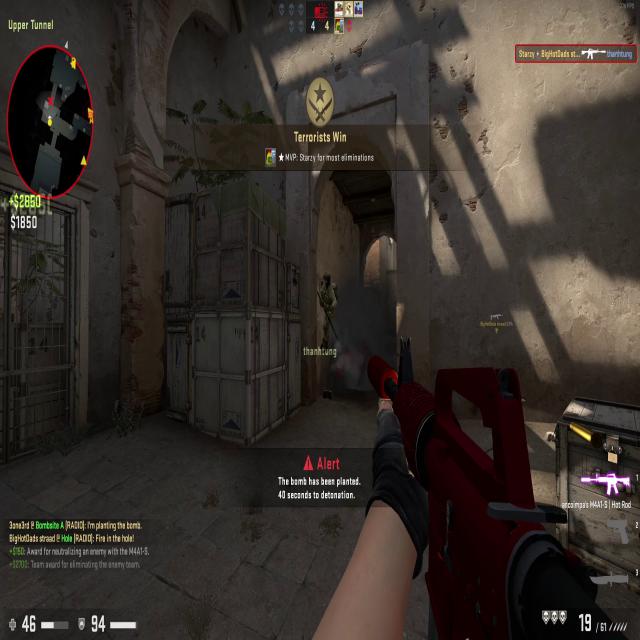 Upper Tunnel
4 4
Starzy + BigHotDads st... thanhtung
Terrorists Win
★ MVP: Starzy for most eliminations
+$2850
$1850
thanhtung
Alert
The bomb has been planted.
40 seconds to detonation.
ancompals M4A1-S | Hot Rod
3one3rd @ Bombsite A [RADIO]: I'm planting the bomb.
BigHotDads straad @ Hole [RADIO]: Fire in the hole!
+$150: Award for neutralizing an enemy with the M4A1-S.
+$2700: Team award for eliminating the enemy team.
46 94
19 / 61